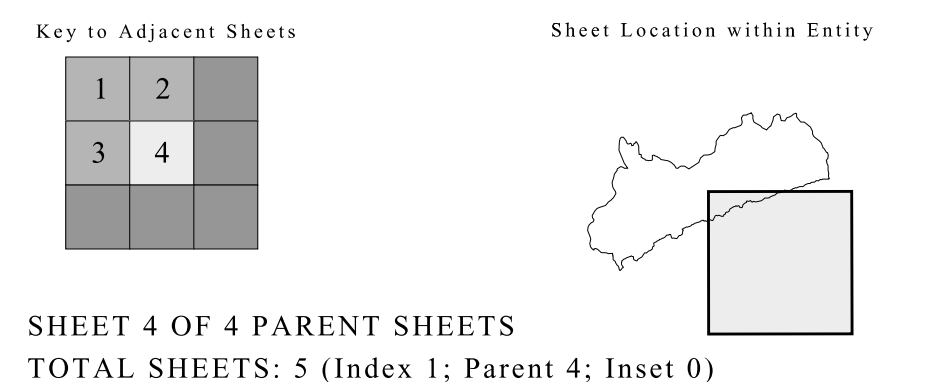 Key to Adjacent Sheets
Sheet Location within Entity
1 2
3 4
SHEET 4 OF 4 PARENT SHEETS
TOTAL SHEETS: 5 (Index 1; Parent 4; Inset 0)